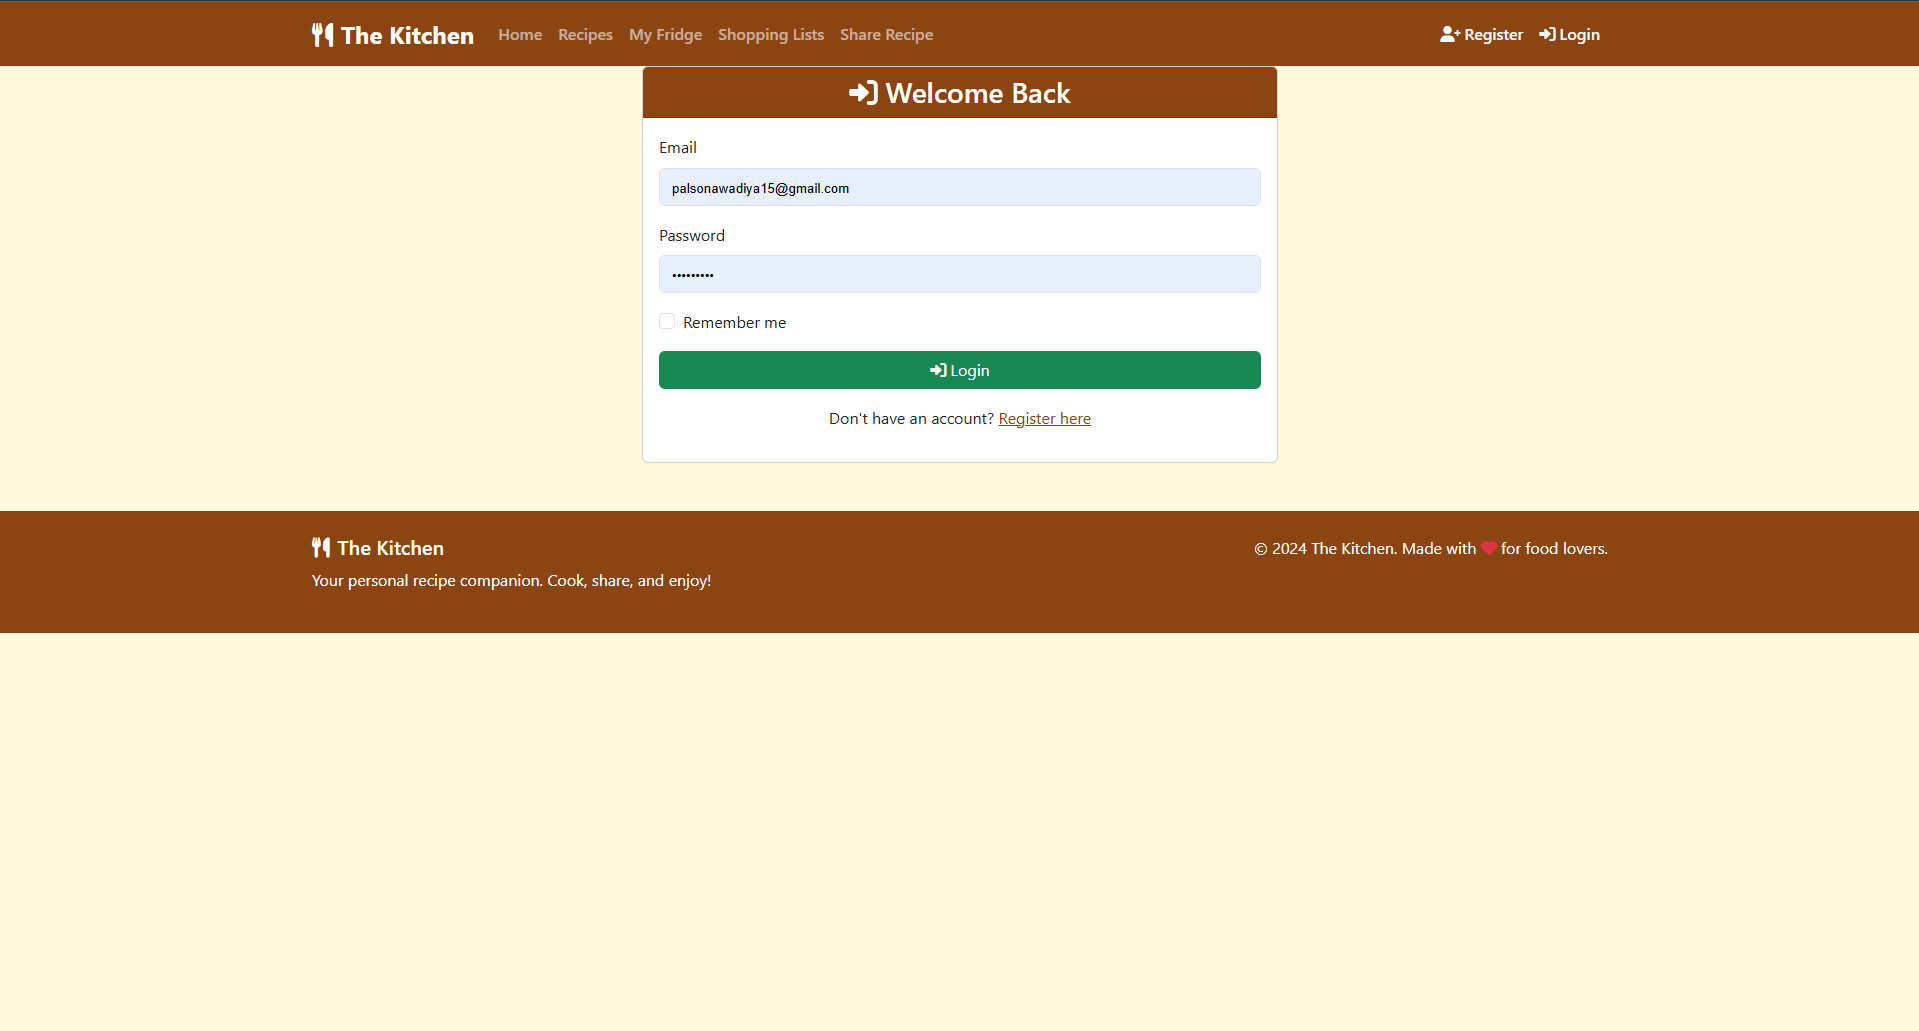 The Kitchen Home Recipes My Fridge Shopping Lists Share Recipe Register Login
Welcome Back
Email
palsonawadiya15@gmail.com
Password
•••••••••
Remember me
Login
Don't have an account? Register here
The Kitchen
Your personal recipe companion. Cook, share, and enjoy!
© 2024 The Kitchen. Made with ♥ for food lovers.